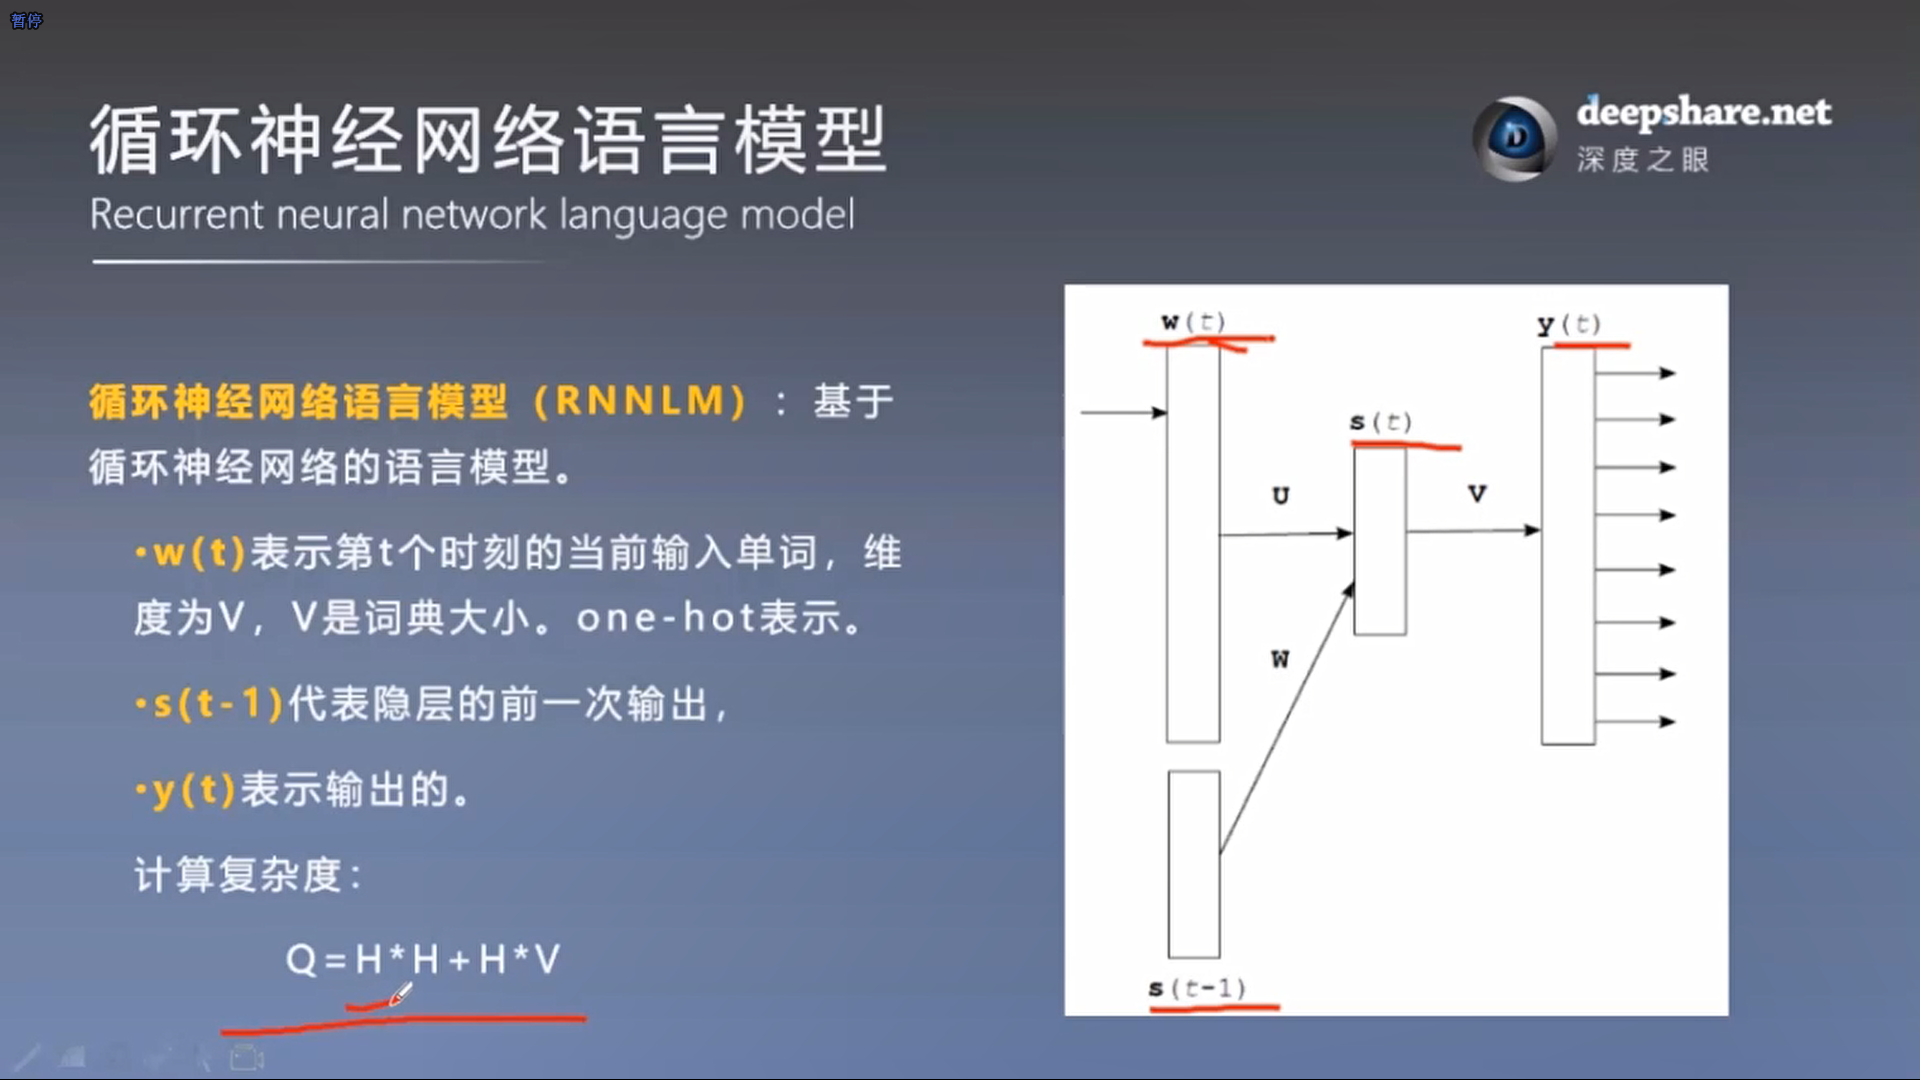 暂停
循环神经网络语言模型
Recurrent neural network language model
deepshare.net
深度之眼
循环神经网络语言模型（RNNLM）：基于
循环神经网络的语言模型。
•w(t)表示第t个时刻的当前输入单词，维
度为V，V是词典大小。one-hot表示。
•s(t-1)代表隐层的前一次输出，
•y(t)表示输出的。
计算复杂度：
Q=H*H+H*V
w(t)
y(t)
s(t)
U
V
W
s(t-1)